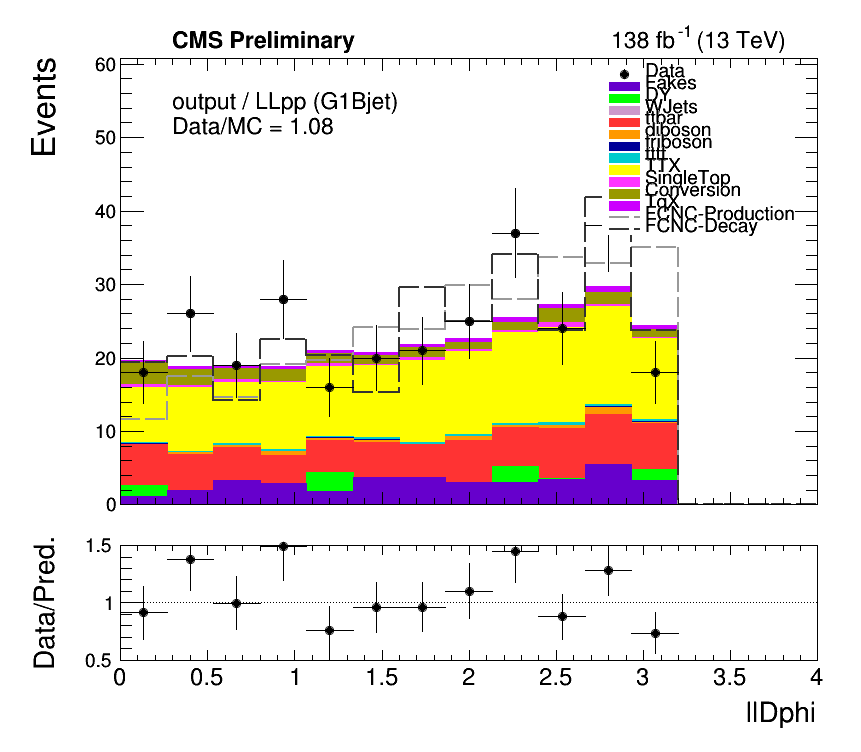 CMS Preliminary
138 fb-1 (13 TeV)
Events
60
50
40
30
20
10
0
output / LLpp (G1Bjet)
Data/MC = 1.08
Data
Fakes
DY
WJets
ttbar
diboson
triboson
tttt
TTX
SingleTop
Conversion
TqX
FCNC-Production
FCNC-Decay
Data/Pred.
1.5
1
0.5
0 0.5 1 1.5 2 2.5 3 3.5 4
llDphi